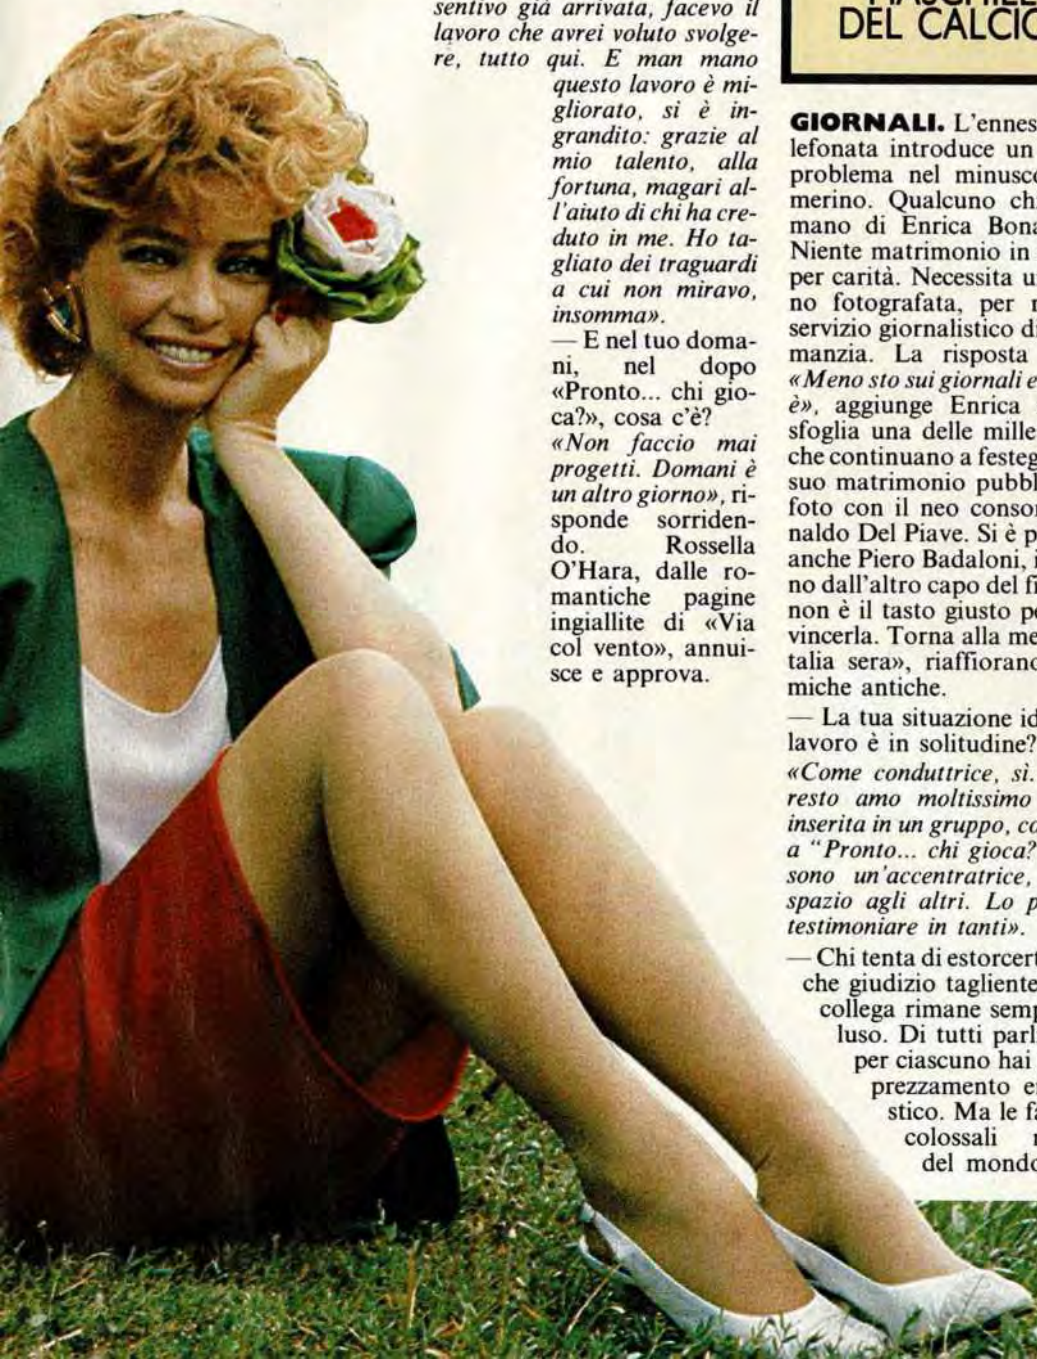 sentivo già arrivata, facevo il
lavoro che avrei voluto svolge-
re, tutto qui. E man mano
questo lavoro è mi-
gliorato, si è in-
grandito: grazie al
mio talento, alla
fortuna, magari al-
l'aiuto di chi ha cre-
duto in me. Ho ta-
gliato dei traguardi
a cui non miravo,
insomma».
— E nel tuo doma-
ni, nel dopo
«Pronto... chi gio-
ca?», cosa c'è?
«Non faccio mai
progetti. Domani è
un altro giorno», ri-
sponde sorriden-
do. Rossella
O'Hara, dalle ro-
mantiche pagine
ingiallite di «Via
col vento», annui-
sce e approva.
DEL CALCIO
GIORNALI. L'ennes
lefonata introduce un
problema nel minusco
merino. Qualcuno ch
mano di Enrica Bona
Niente matrimonio in
per carità. Necessita u
no fotografata, per
servizio giornalistico d
manzia. La risposta
«Meno sto sui giornali e
è», aggiunge Enrica
sfoglia una delle mille
che continuano a festeg
suo matrimonio pubbl
foto con il neo consor
naldo Del Piave. Si è p
anche Piero Badaloni, i
no dall'altro capo del f
non è il tasto giusto pe
vincerla. Torna alla me
talia sera», riaffiorano
miche antiche.
— La tua situazione id
lavoro è in solitudine?
«Come conduttrice, sì.
resto amo moltissimo
inserita in un gruppo, co
a "Pronto... chi gioca?
sono un'accentratrice,
spazio agli altri. Lo p
testimoniare in tanti».
— Chi tenta di estorcert
che giudizio tagliente
collega rimane semp
luso. Di tutti parl
per ciascuno hai
prezzamento e
stico. Ma le fa
colossali
del mondo